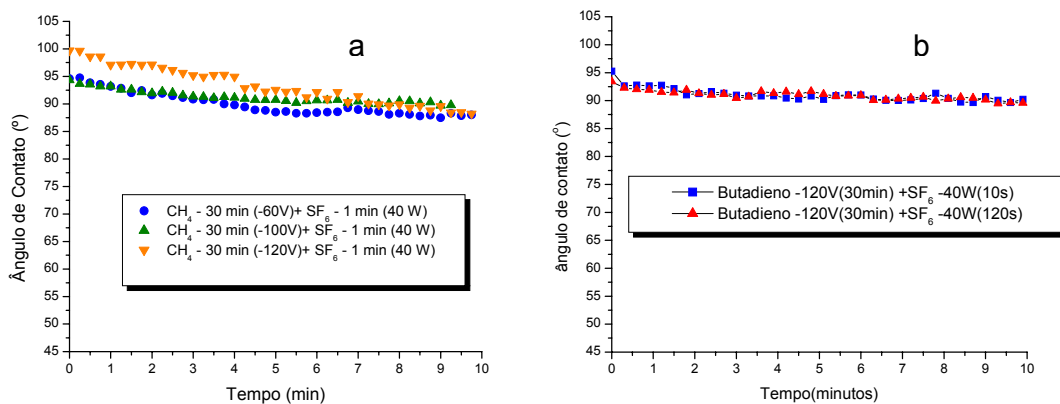 a
Ângulo de Contato (º)
105
100
95
90
85
80
75
70
65
60
55
50
45
CH4 - 30 min (-60V)+ SF6 - 1 min (40 W)
CH4 - 30 min (-100V)+ SF6 - 1 min (40 W)
CH4 - 30 min (-120V)+ SF6 - 1 min (40 W)
0 1 2 3 4 5 6 7 8 9 10
Tempo (min)
b
ângulo de contato (°)
105
100
95
90
85
80
75
70
65
60
55
50
45
Butadieno -120V(30min) +SF6 -40W(10s)
Butadieno -120V(30min) +SF6 -40W(120s)
0 1 2 3 4 5 6 7 8 9 10
Tempo(minutos)